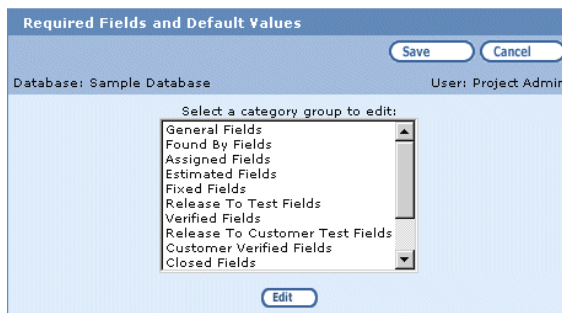 Required Fields and Default Values
Save Cancel
Database: Sample Database User: Project Admin
Select a category group to edit:
General Fields
Found By Fields
Assigned Fields
Estimated Fields
Fixed Fields
Release To Test Fields
Verified Fields
Release To Customer Test Fields
Customer Verified Fields
Closed Fields
Edit